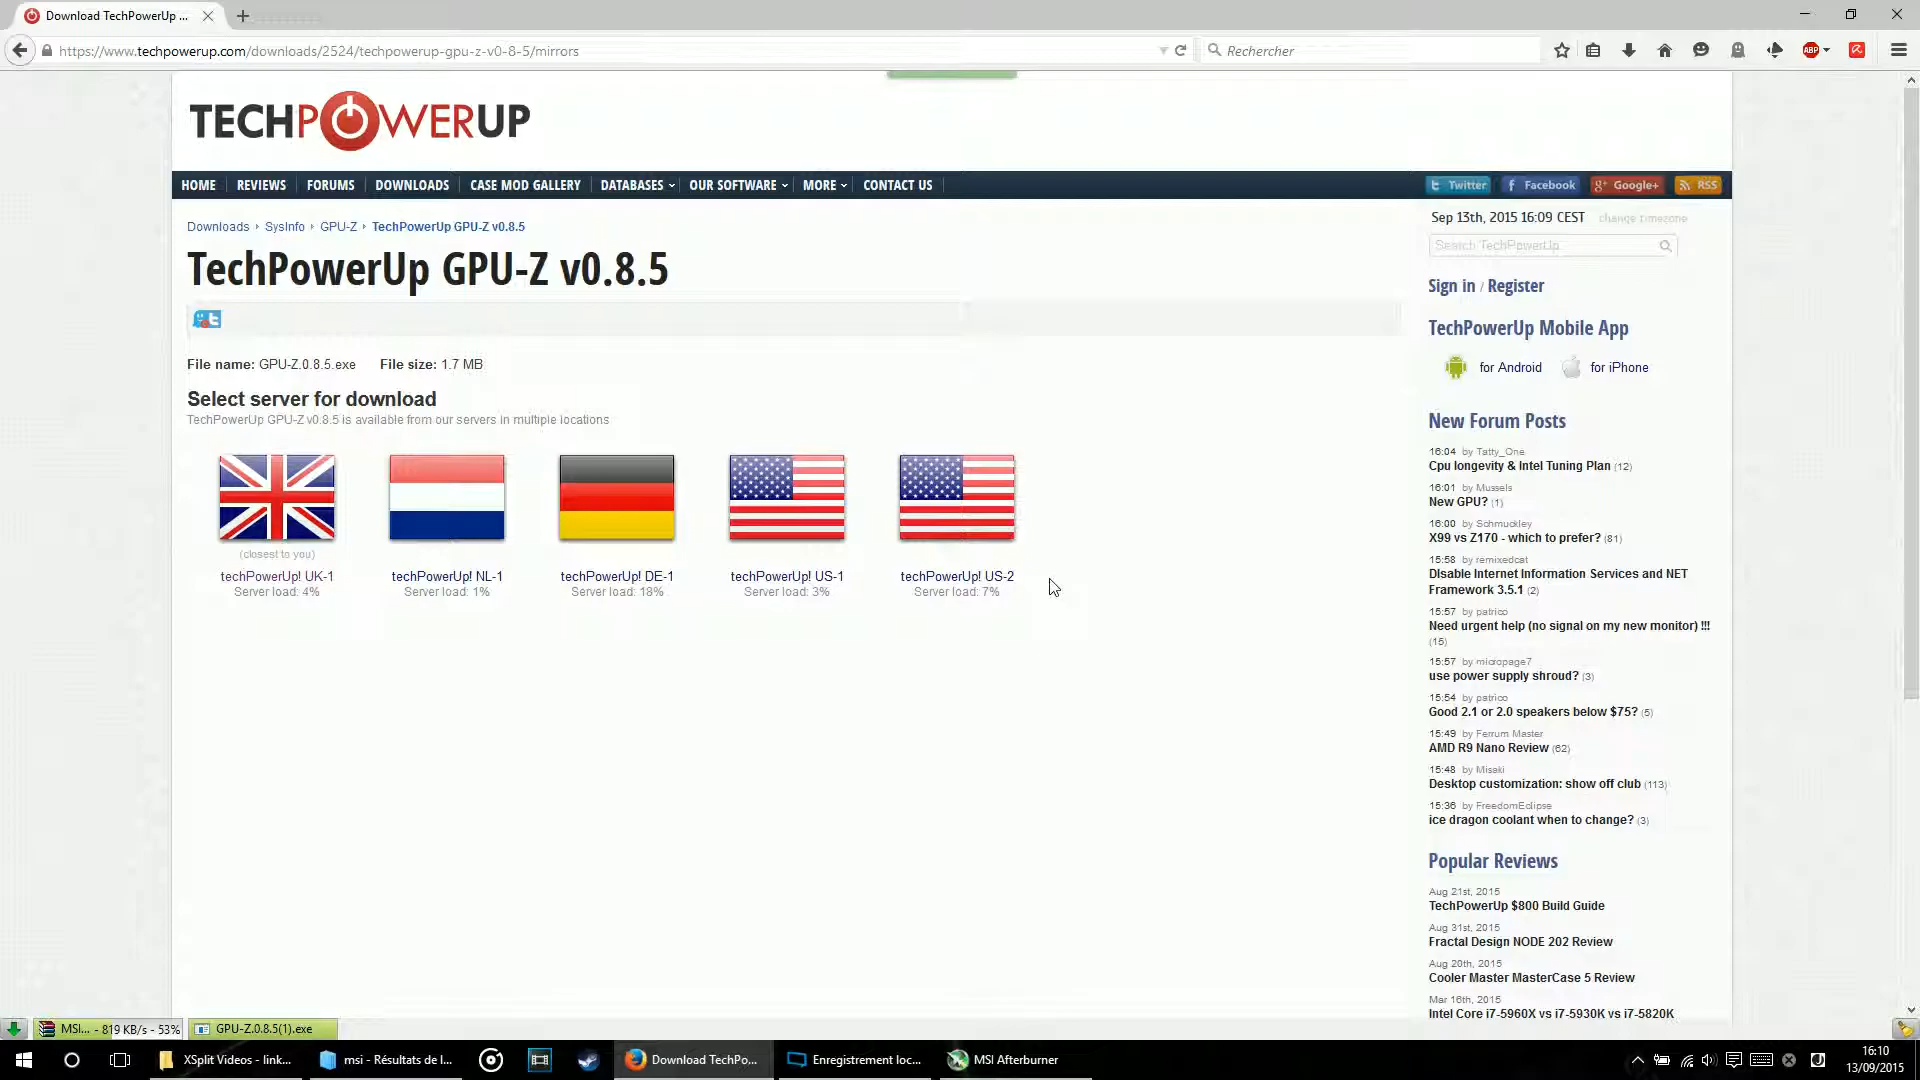 Download TechPowerUp ...
https://www.techpowerup.com/downloads/2524/techpowerup-gpu-z-v0-8-5/mirrors
Rechercher
ABP
TECHPOWERUP
HOME
REVIEWS
FORUMS
DOWNLOADS
CASE MOD GALLERY
DATABASES
OUR SOFTWARE
MORE
CONTACT US
Twitter
Facebook
Google+
RSS
Downloads
SysInfo
GPU-Z
TechPowerUp GPU-Z v0.8.5
Sep 13th, 2015 16:09 CEST change timezone
Search TechPowerUp
TechPowerUp GPU-Z v0.8.5
Sign in / Register
TechPowerUp Mobile App
for Android
for iPhone
File name: GPU-Z.0.8.5.exe File size: 1.7 MB
Select server for download
TechPowerUp GPU-Z v0.8.5 is available from our servers in multiple locations
(closest to you)
techPowerUp! UK-1
Server load: 4%
techPowerUp! NL-1
Server load: 1%
techPowerUp! DE-1
Server load: 18%
techPowerUp! US-1
Server load: 3%
techPowerUp! US-2
Server load: 7%
New Forum Posts
16:04 by Tatty_One
Cpu longevity & Intel Tuning Plan (12)
16:01 by Mussels
New GPU? (1)
16:00 by Schmuckley
X99 vs Z170 - which to prefer? (81)
15:58 by remixedcat
DIsable Internet Information Services and NET
Framework 3.5.1 (2)
15:57 by patrico
Need urgent help (no signal on my new monitor) !!!
(15)
15:57 by micropage7
use power supply shroud? (3)
15:54 by patrico
Good 2.1 or 2.0 speakers below $75? (5)
15:49 by Ferrum Master
AMD R9 Nano Review (62)
15:48 by Misaki
Desktop customization: show off club (113)
15:36 by FreedomEclipse
ice dragon coolant when to change? (3)
Popular Reviews
Aug 21st, 2015
TechPowerUp $800 Build Guide
Aug 31st, 2015
Fractal Design NODE 202 Review
Aug 20th, 2015
Cooler Master MasterCase 5 Review
Mar 16th, 2015
Intel Core i7-5960X vs i7-5930K vs i7-5820K
MSI... - 819 KB/s - 53%
GPU-Z.0.8.5(1).exe
XSplit Videos - link...
msi - Résultats de l...
Download TechPo...
Enregistrement loc...
MSI Afterburner
16:10
13/09/2015